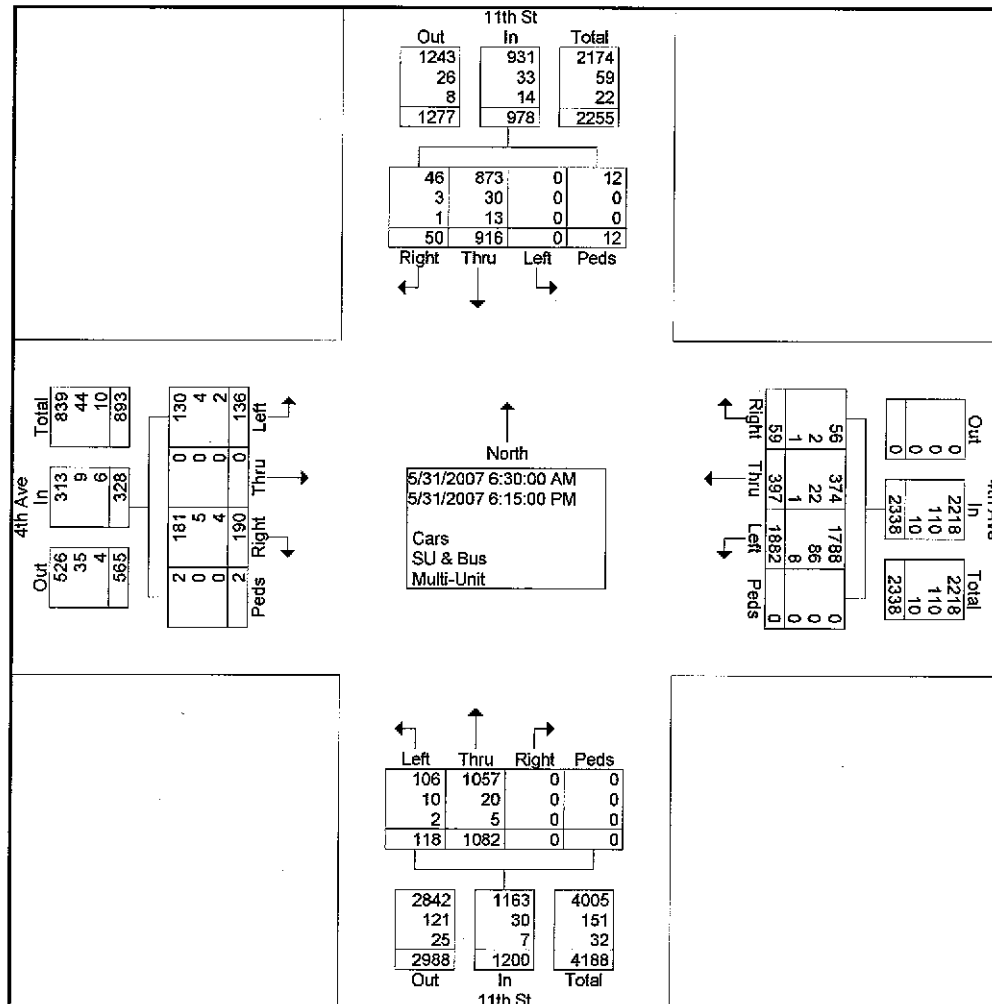 11th St
Out In Total
1243 931 2174
26 33 59
8 14 22
1277 978 2255
46 873 0 12
3 30 0 0
1 13 0 0
50 916 0 12
Right Thru Left Peds
4th Ave
Total In Out
839 313 526
44 9 35
10 6 4
893 328 565
Left Thru Right Peds
130 0 181 2
4 0 5 0
2 0 4 0
136 0 190 2
North
5/31/2007 6:30:00 AM
5/31/2007 6:15:00 PM
Cars
SU & Bus
Multi-Unit
Right Thru Left Peds
56 374 1788 0
2 22 86 0
1 1 8 0
59 397 1882 0
4th Ave
Out In Total
0 2218 2218
0 110 110
0 10 10
0 2338 2338
Left Thru Right Peds
106 1057 0 0
10 20 0 0
2 5 0 0
118 1082 0 0
2842 1163 4005
121 30 151
25 7 32
2988 1200 4188
Out In Total
11th St